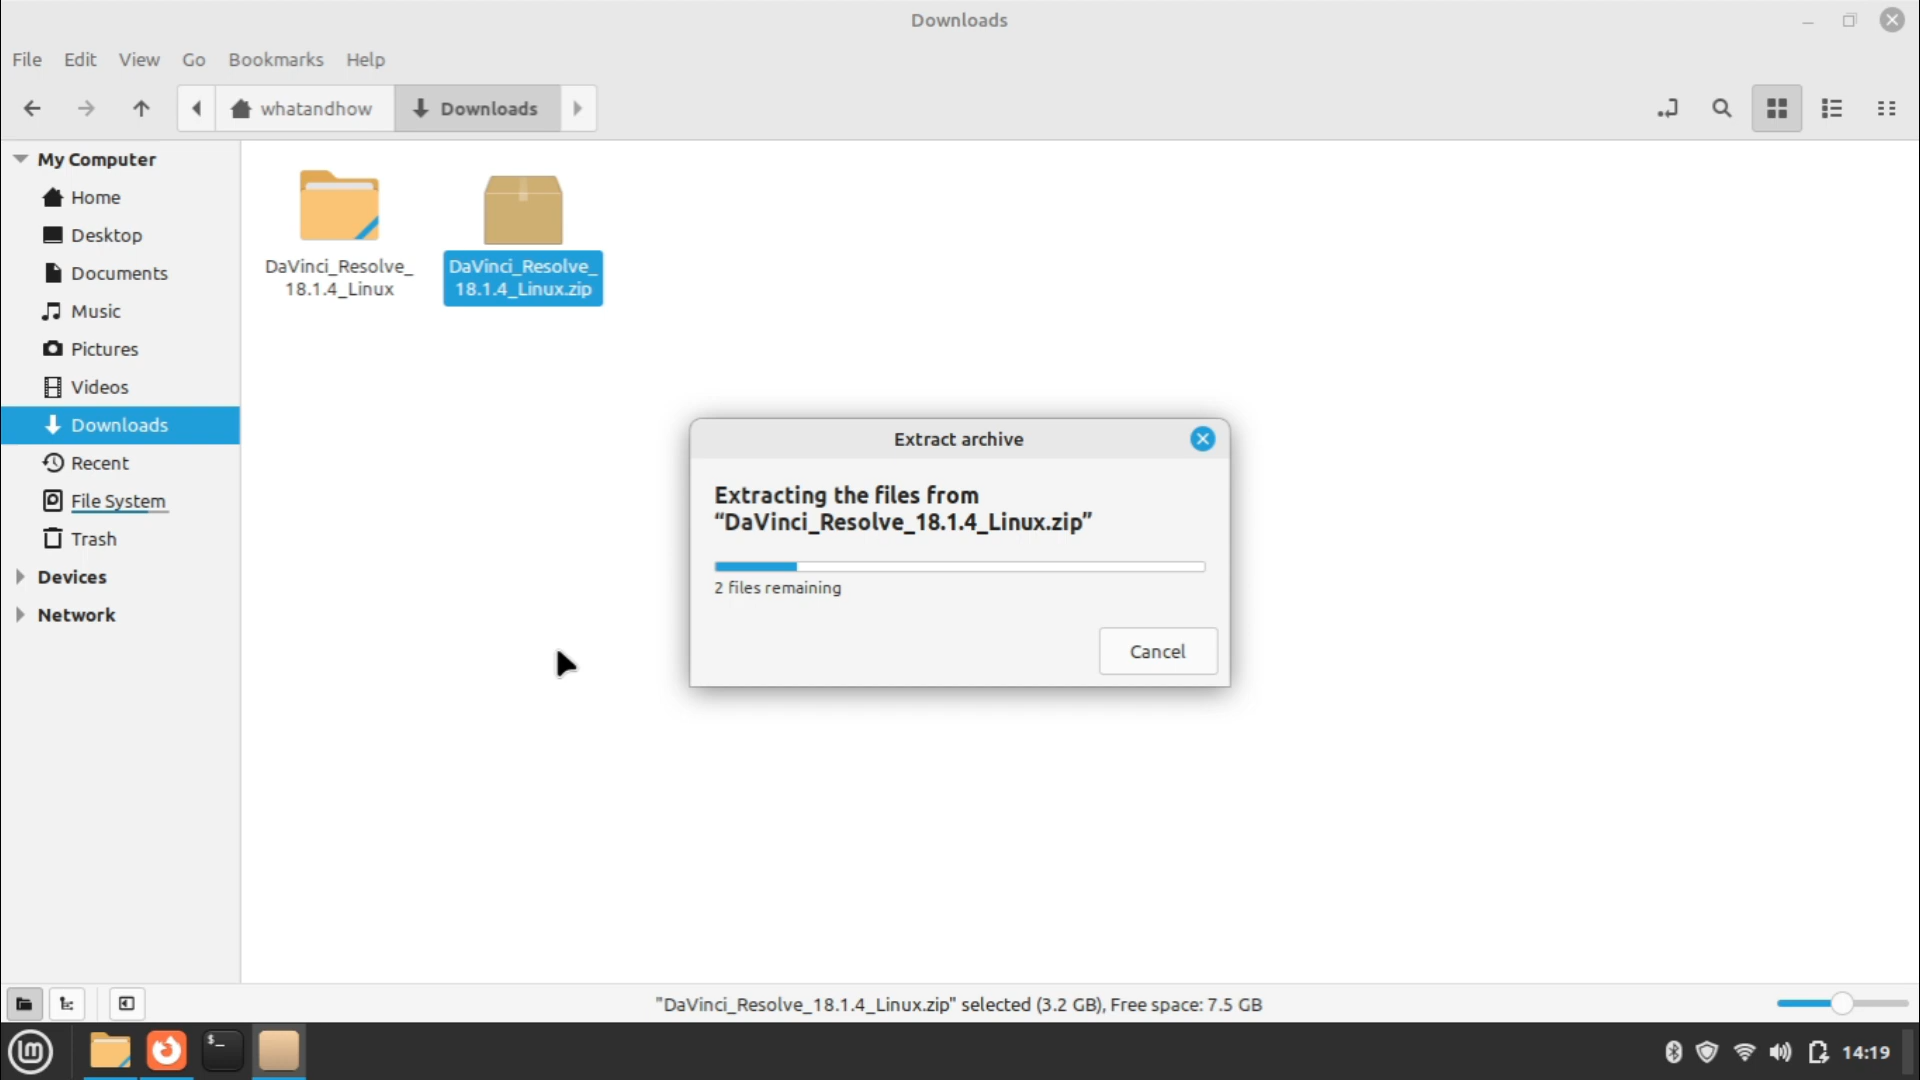 Downloads
File Edit View Go Bookmarks Help
whatandhow Downloads
My Computer
Home
Desktop
Documents
Music
Pictures
Videos
Downloads
Recent
File System
Trash
Devices
Network
DaVinci_Resolve_
18.1.4_Linux
DaVinci_Resolve_
18.1.4_Linux.zip
Extract archive
Extracting the files from
“DaVinci_Resolve_18.1.4_Linux.zip”
2 files remaining
Cancel
"DaVinci_Resolve_18.1.4_Linux.zip" selected (3.2 GB), Free space: 7.5 GB
$_
14:19